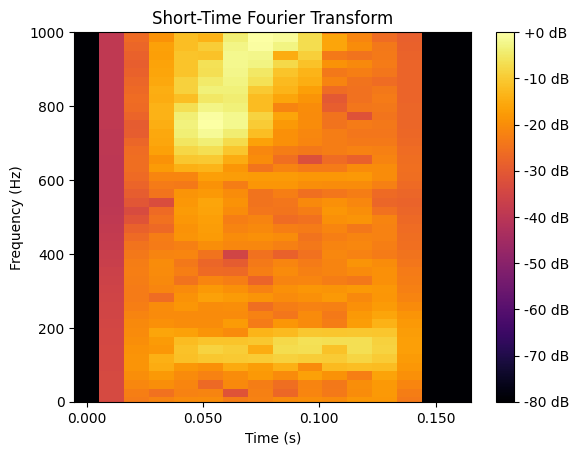 Short-Time Fourier Transform
Frequency (Hz)
1000
800
600
400
200
0
0.000
0.050
0.100
0.150
Time (s)
+0 dB
-10 dB
-20 dB
-30 dB
-40 dB
-50 dB
-60 dB
-70 dB
-80 dB